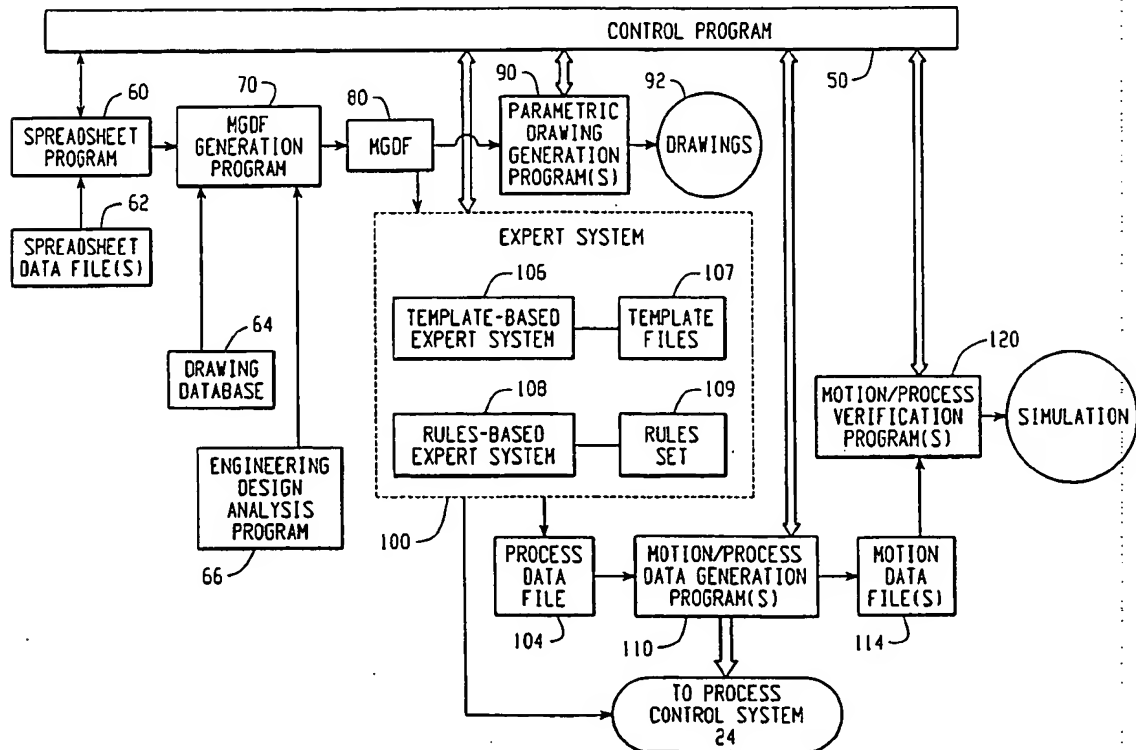 CONTROL PROGRAM
50
60
SPREADSHEET
PROGRAM
62
SPREADSHEET
DATA FILE(S)
70
MGDF
GENERATION
PROGRAM
80
MGDF
90
PARAMETRIC
DRAWING
GENERATION
PROGRAM(S)
92
DRAWINGS
64
DRAWING
DATABASE
ENGINEERING
DESIGN
ANALYSIS
PROGRAM
66
EXPERT SYSTEM
106
TEMPLATE-BASED
EXPERT SYSTEM
107
TEMPLATE
FILES
108
RULES-BASED
EXPERT SYSTEM
109
RULES
SET
100
120
MOTION/PROCESS
VERIFICATION
PROGRAM(S)
SIMULATION
PROCESS
DATA
FILE
104
MOTION/PROCESS
DATA GENERATION
PROGRAM(S)
110
MOTION
DATA
FILE(S)
114
TO PROCESS
CONTROL SYSTEM
24